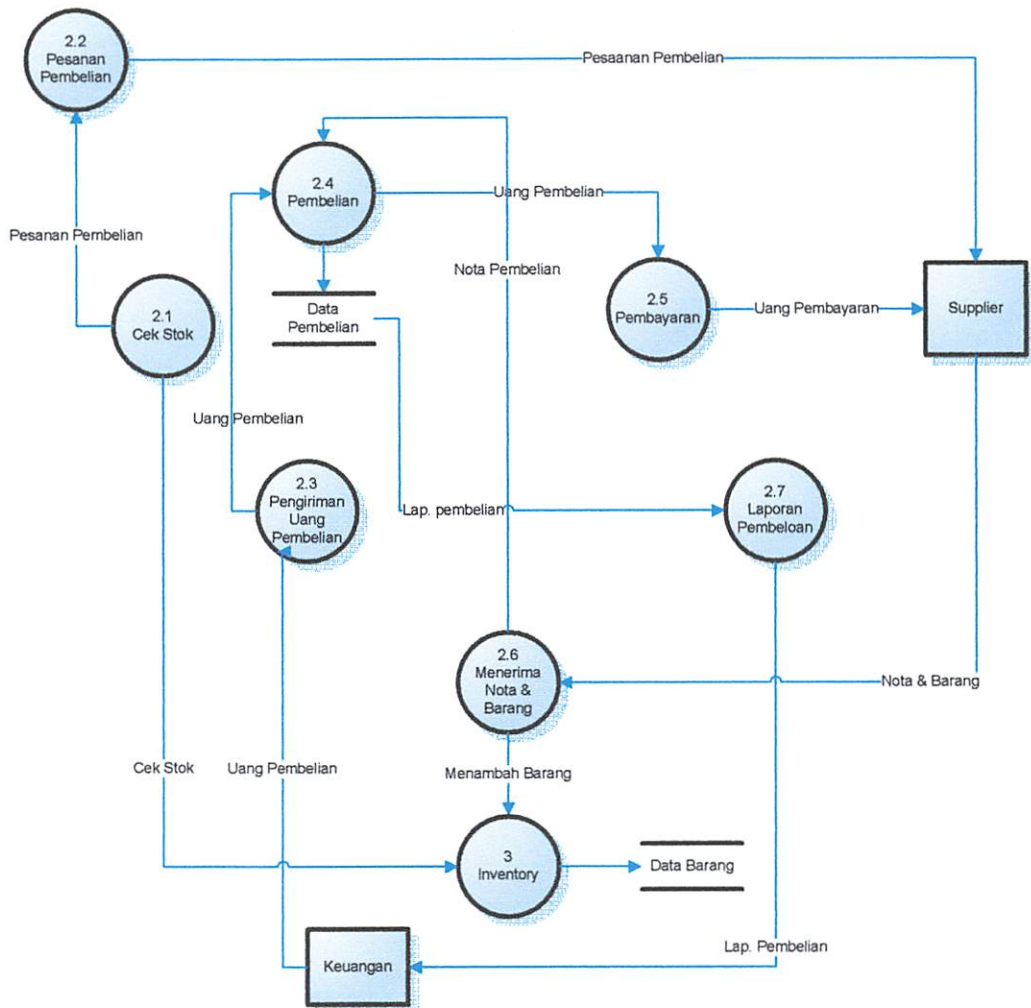 2.2
Pesanan
Pembelian
Pesaanan Pembelian
2.4
Pembelian
Uang Pembelian
Pesanan Pembelian
Nota Pembelian
2.1
Cek Stok
Data
Pembelian
2.5
Pembayaran
Uang Pembayaran
Supplier
Uang Pembelian
2.3
Pengiriman
Uang
Pembelian
Lap. pembelian
2.7
Laporan
Pembeloan
2.6
Menerima
Nota &
Barang
Nota & Barang
Cek Stok
Uang Pembelian
Menambah Barang
3
Inventory
Data Barang
Lap. Pembelian
Keuangan